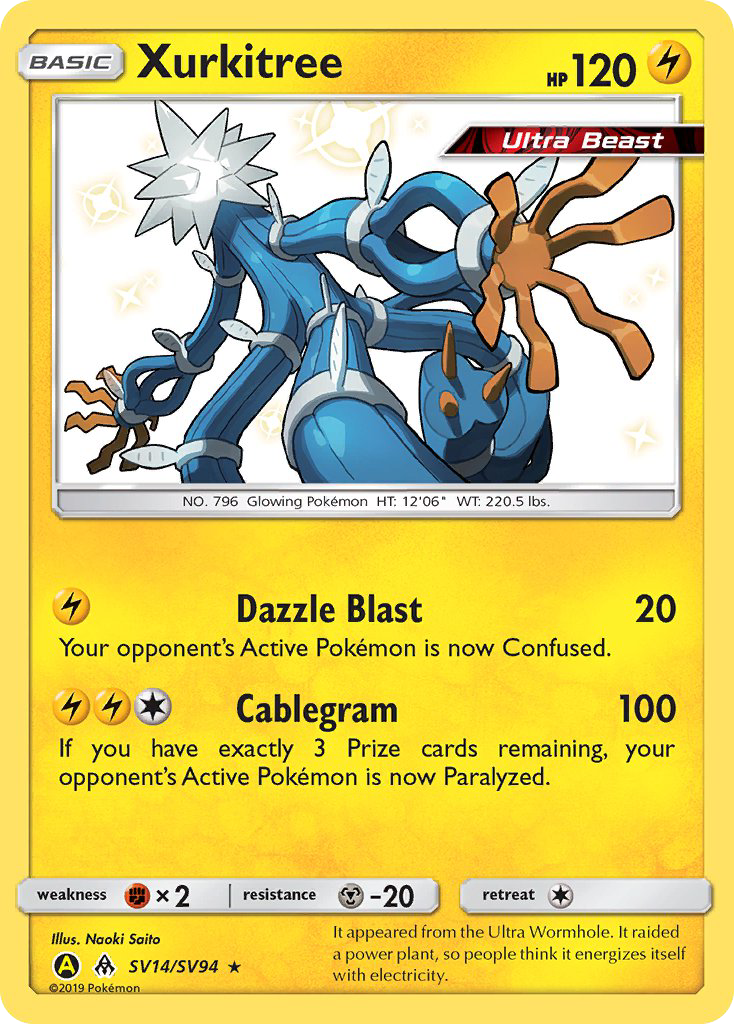 BASIC Xurkitree HP 120
Ultra Beast
NO. 796 Glowing Pokémon HT: 12'06" WT: 220.5 lbs.
Dazzle Blast 20
Your opponent's Active Pokémon is now Confused.
Cablegram 100
If you have exactly 3 Prize cards remaining, your
opponent's Active Pokémon is now Paralyzed.
weakness ×2 resistance -20 retreat
Illus. Naoki Saito
A SV14/SV94 ★
©2019 Pokémon
It appeared from the Ultra Wormhole. It raided
a power plant, so people think it energizes itself
with electricity.